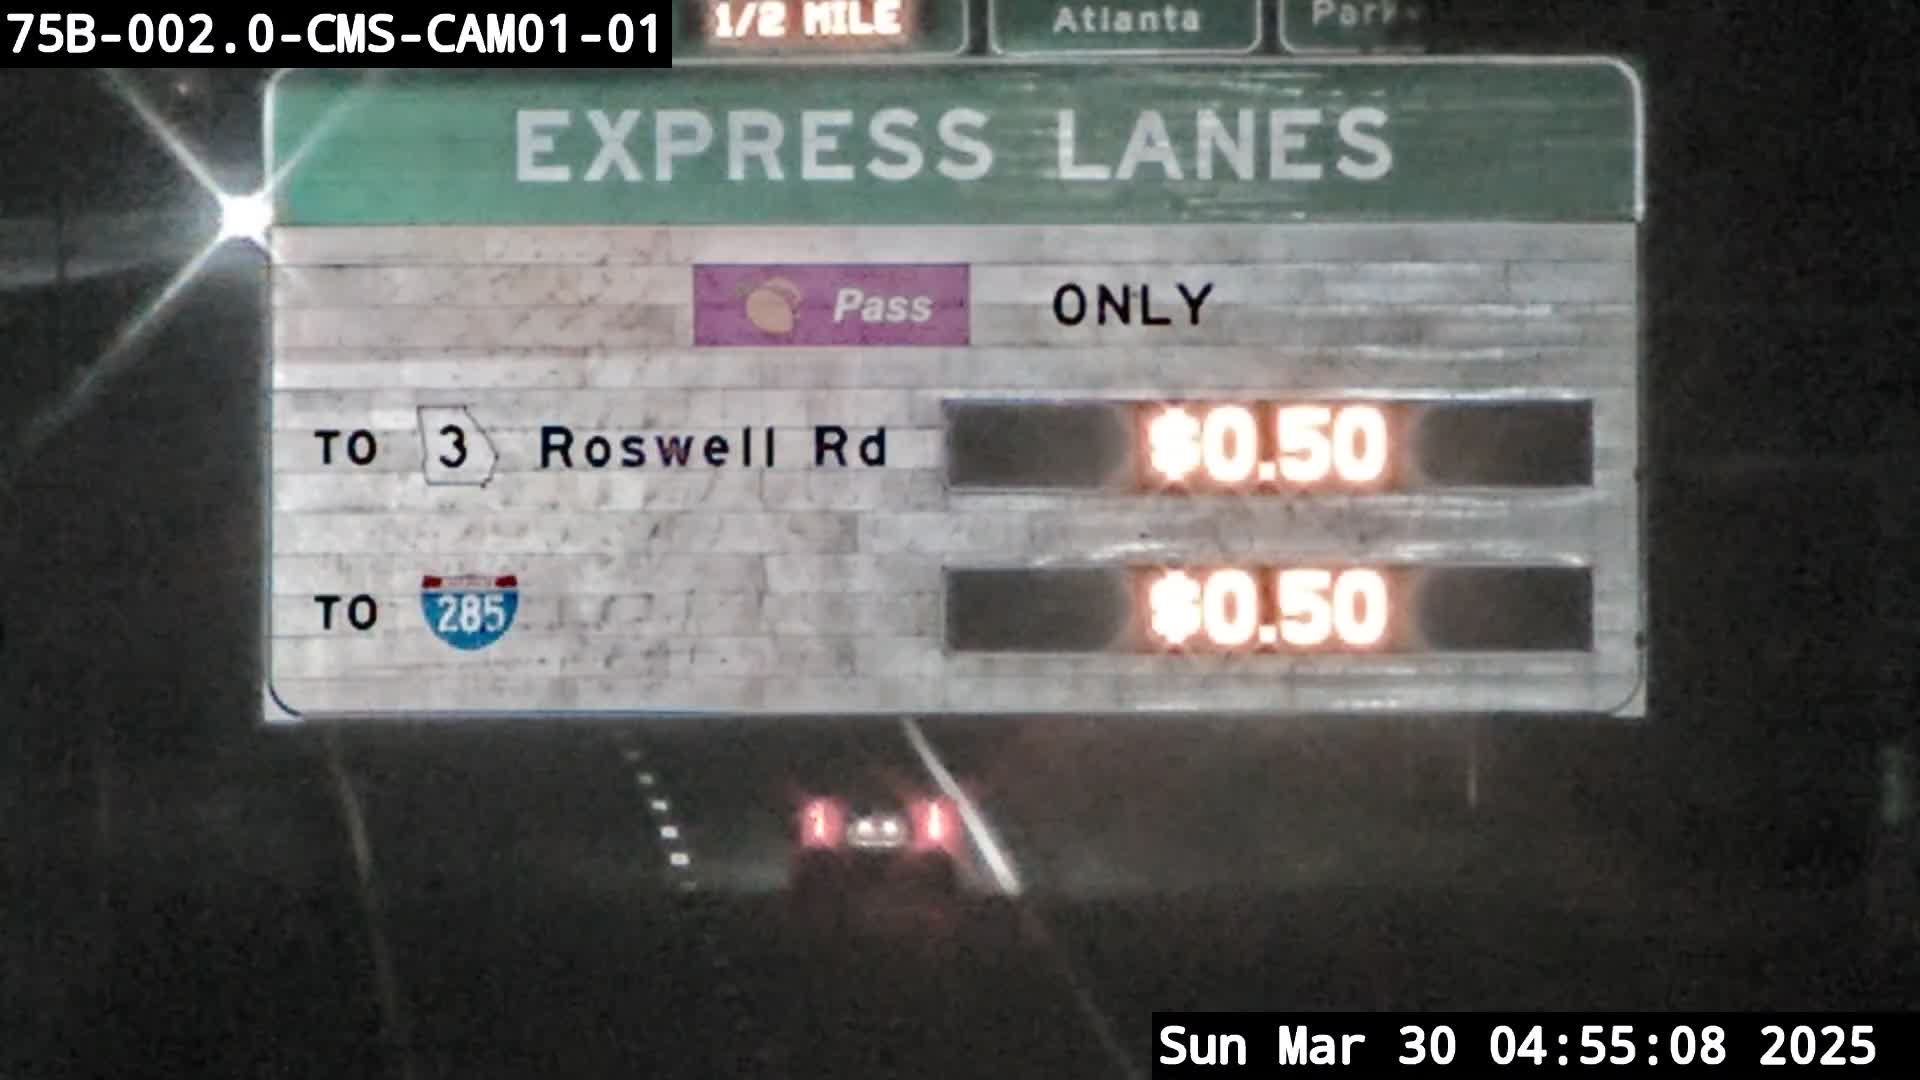 75B-002.0-CMS-CAM01-01
1/2 MILE
Atlanta
EXPRESS LANES
Pass ONLY
TO 3 Roswell Rd $0.50
TO 285 $0.50
Sun Mar 30 04:55:08 2025